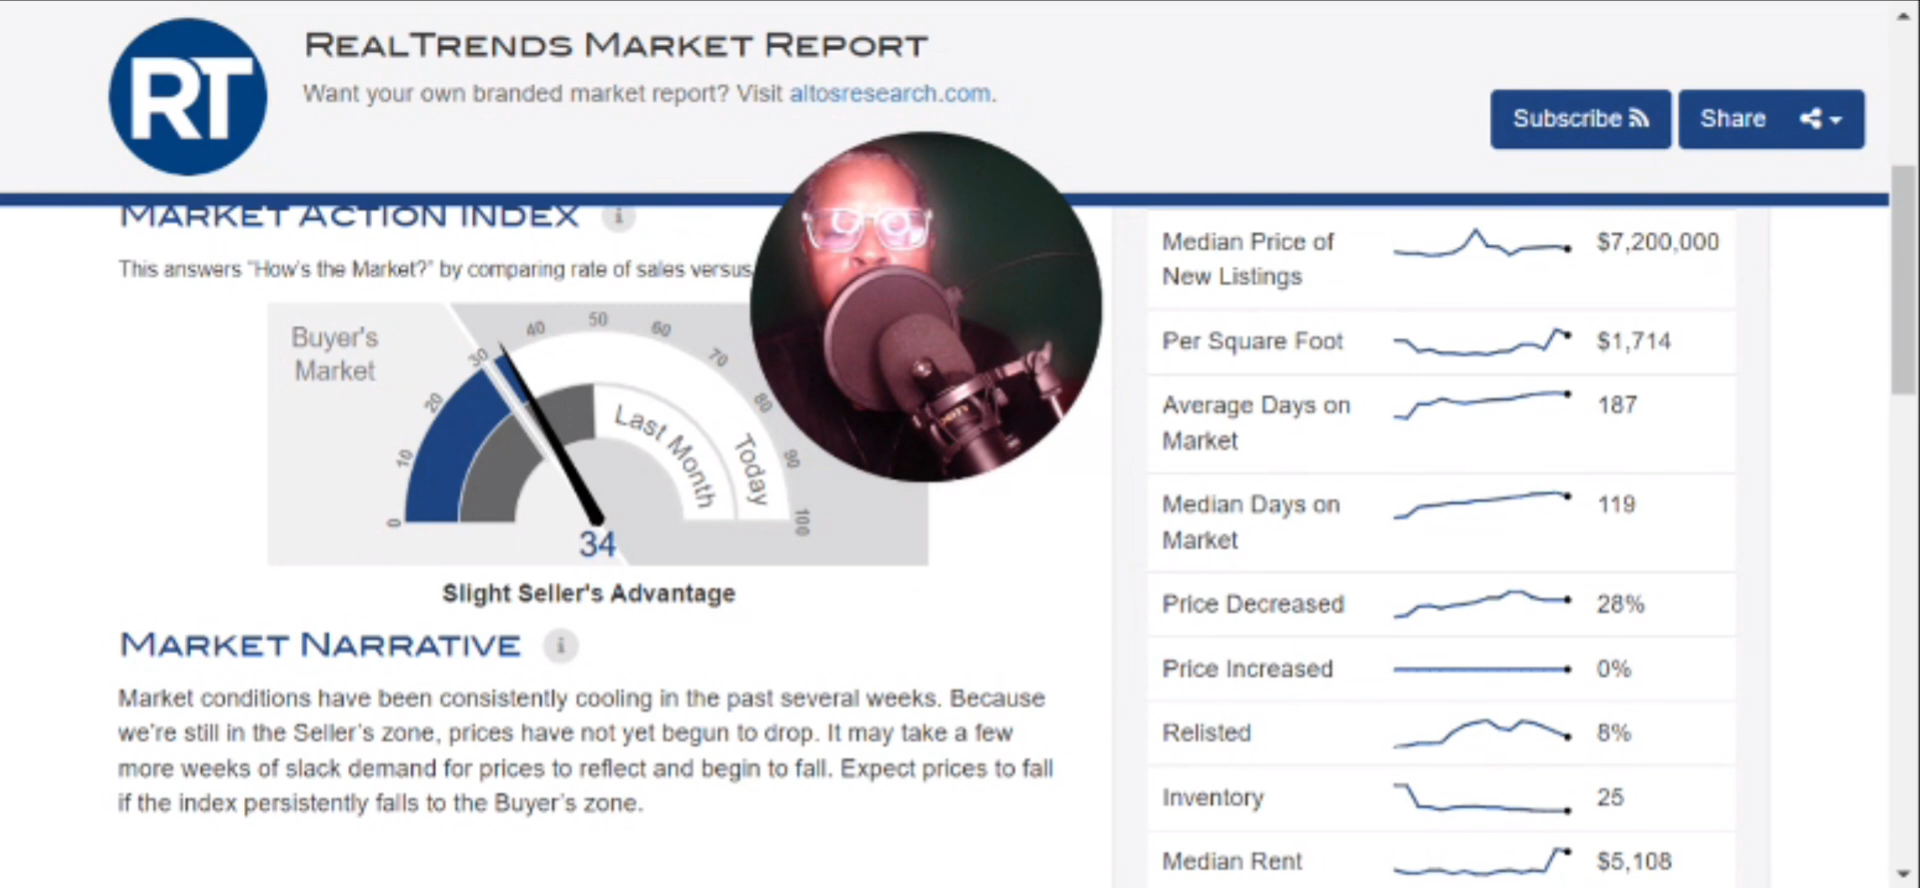 RT
REALTRENDS MARKET REPORT
Want your own branded market report? Visit altosresearch.com.
Subscribe
Share
MARKET ACTION INDEX
i
This answers "How's the Market?" by comparing rate of sales versus
Buyer's
Market
0
10
20
30
40
50
60
70
80
90
100
Last Month
Today
34
Slight Seller's Advantage
MARKET NARRATIVE
i
Market conditions have been consistently cooling in the past several weeks. Because
we're still in the Seller's zone, prices have not yet begun to drop. It may take a few
more weeks of slack demand for prices to reflect and begin to fall. Expect prices to fall
if the index persistently falls to the Buyer's zone.
Median Price of
New Listings
$7,200,000
Per Square Foot
$1,714
Average Days on
Market
187
Median Days on
Market
119
Price Decreased
28%
Price Increased
0%
Relisted
8%
Inventory
25
Median Rent
$5,108